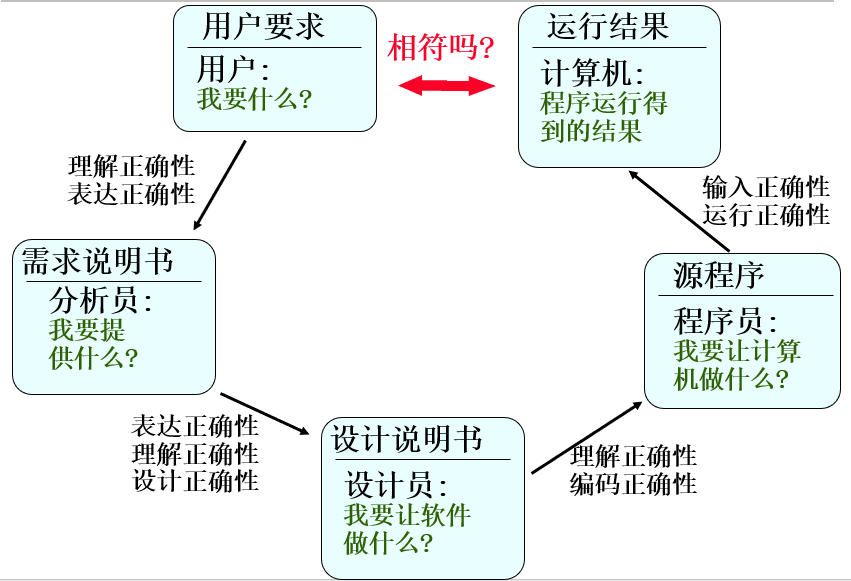 用户要求
用户:
我要什么?
相符吗?
运行结果
计算机:
程序运行得
到的结果
理解正确性
表达正确性
输入正确性
运行正确性
需求说明书
分析员:
我要提
供什么?
源程序
程序员:
我要让计算
机做什么?
表达正确性
理解正确性
设计正确性
设计说明书
设计员:
我要让软件
做什么?
理解正确性
编码正确性